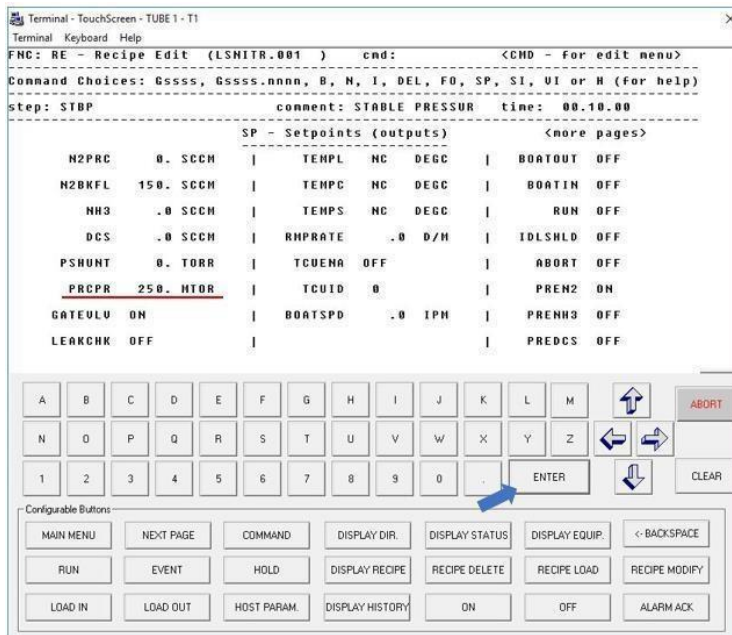 Terminal - TouchScreen - TUBE 1 - T1
Terminal Keyboard Help
FNC: RE - Recipe Edit (LSNITR.001 ) cmd: <CMD - for edit menu>
Command Choices: Gssss, Gssss.nnnn, B, N, I, DEL, FO, SP, SI, VI or H (for help)
step: STBP comment: STABLE PRESSUR time: 00.10.00
SP - Setpoints (outputs) <more pages>
N2PRC 0. SCCM | TEMPL NC DEGC | BOATOUT OFF
N2BKFL 150. SCCM | TEMPC NC DEGC | BOATIN OFF
NH3 .0 SCCM | TEMPS NC DEGC | RUN OFF
DCS .0 SCCM | RMPRATE .0 D/M | IDLSHLD OFF
PSHUNT 0. TORR | TCUENA OFF | ABORT OFF
PRCPR 250. MTOR | TCUID 0 | PREN2 ON
GATEVLV ON | BOATSPD .0 IPM | PRENH3 OFF
LEAKCHK OFF | | PREDCS OFF
A B C D E F G H I J K L M ABORT
N O P Q R S T U V W X Y Z
1 2 3 4 5 6 7 8 9 0 . ENTER CLEAR
Configurable Buttons
MAIN MENU NEXT PAGE COMMAND DISPLAY DIR. DISPLAY STATUS DISPLAY EQUIP. <- BACKSPACE
RUN EVENT HOLD DISPLAY RECIPE RECIPE DELETE RECIPE LOAD RECIPE MODIFY
LOAD IN LOAD OUT HOST PARAM. DISPLAY HISTORY ON OFF ALARM ACK.